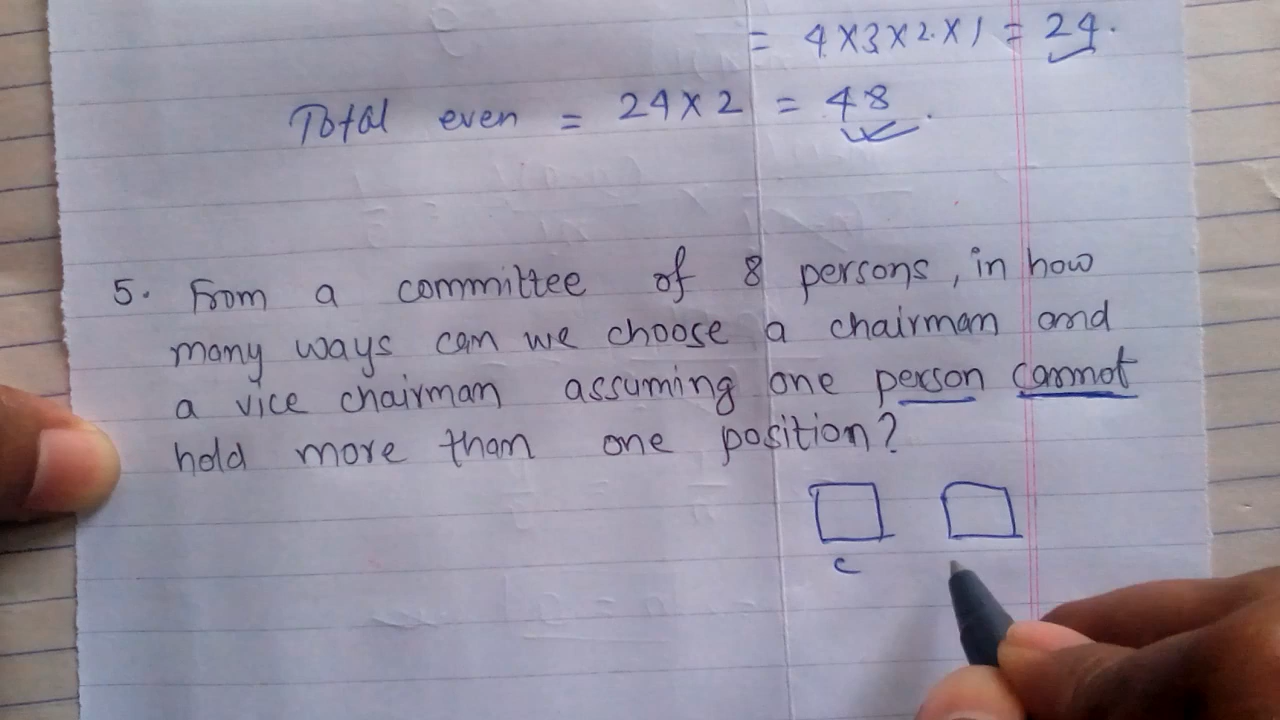 = 4×3×2×1 = 24.
Total even = 24×2 = 48.
5. From a committee of 8 persons, in how
many ways can we choose a chairman and
a vice chairman assuming one person cannot
hold more than one position?
c